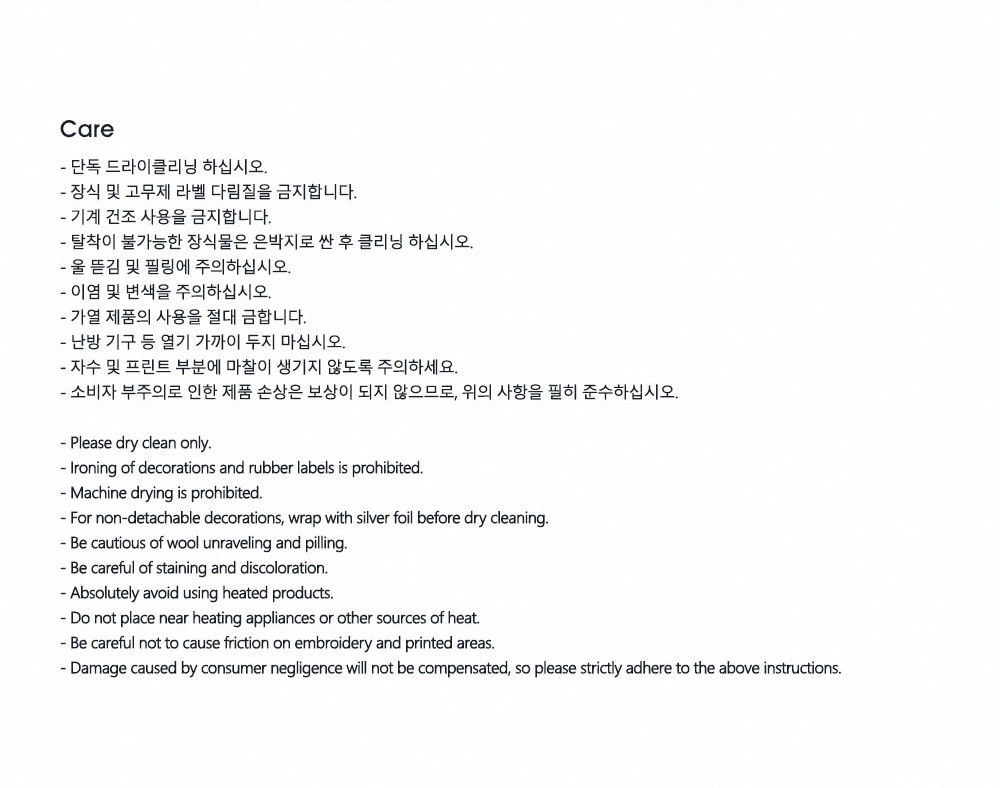 Care
- 단독 드라이클리닝 하십시오.
- 장식 및 고무제 라벨 다림질을 금지합니다.
- 기계 건조 사용을 금지합니다.
- 탈착이 불가능한 장식물은 은박지로 싼 후 클리닝 하십시오.
- 울 뜯김 및 필링에 주의하십시오.
- 이염 및 변색을 주의하십시오.
- 가열 제품의 사용을 절대 금합니다.
- 난방 기구 등 열기 가까이 두지 마십시오.
- 자수 및 프린트 부분에 마찰이 생기지 않도록 주의하세요.
- 소비자 부주의로 인한 제품 손상은 보상이 되지 않으므로, 위의 사항을 필히 준수하십시오.
- Please dry clean only.
- Ironing of decorations and rubber labels is prohibited.
- Machine drying is prohibited.
- For non-detachable decorations, wrap with silver foil before dry cleaning.
- Be cautious of wool unraveling and pilling.
- Be careful of staining and discoloration.
- Absolutely avoid using heated products.
- Do not place near heating appliances or other sources of heat.
- Be careful not to cause friction on embroidery and printed areas.
- Damage caused by consumer negligence will not be compensated, so please strictly adhere to the above instructions.